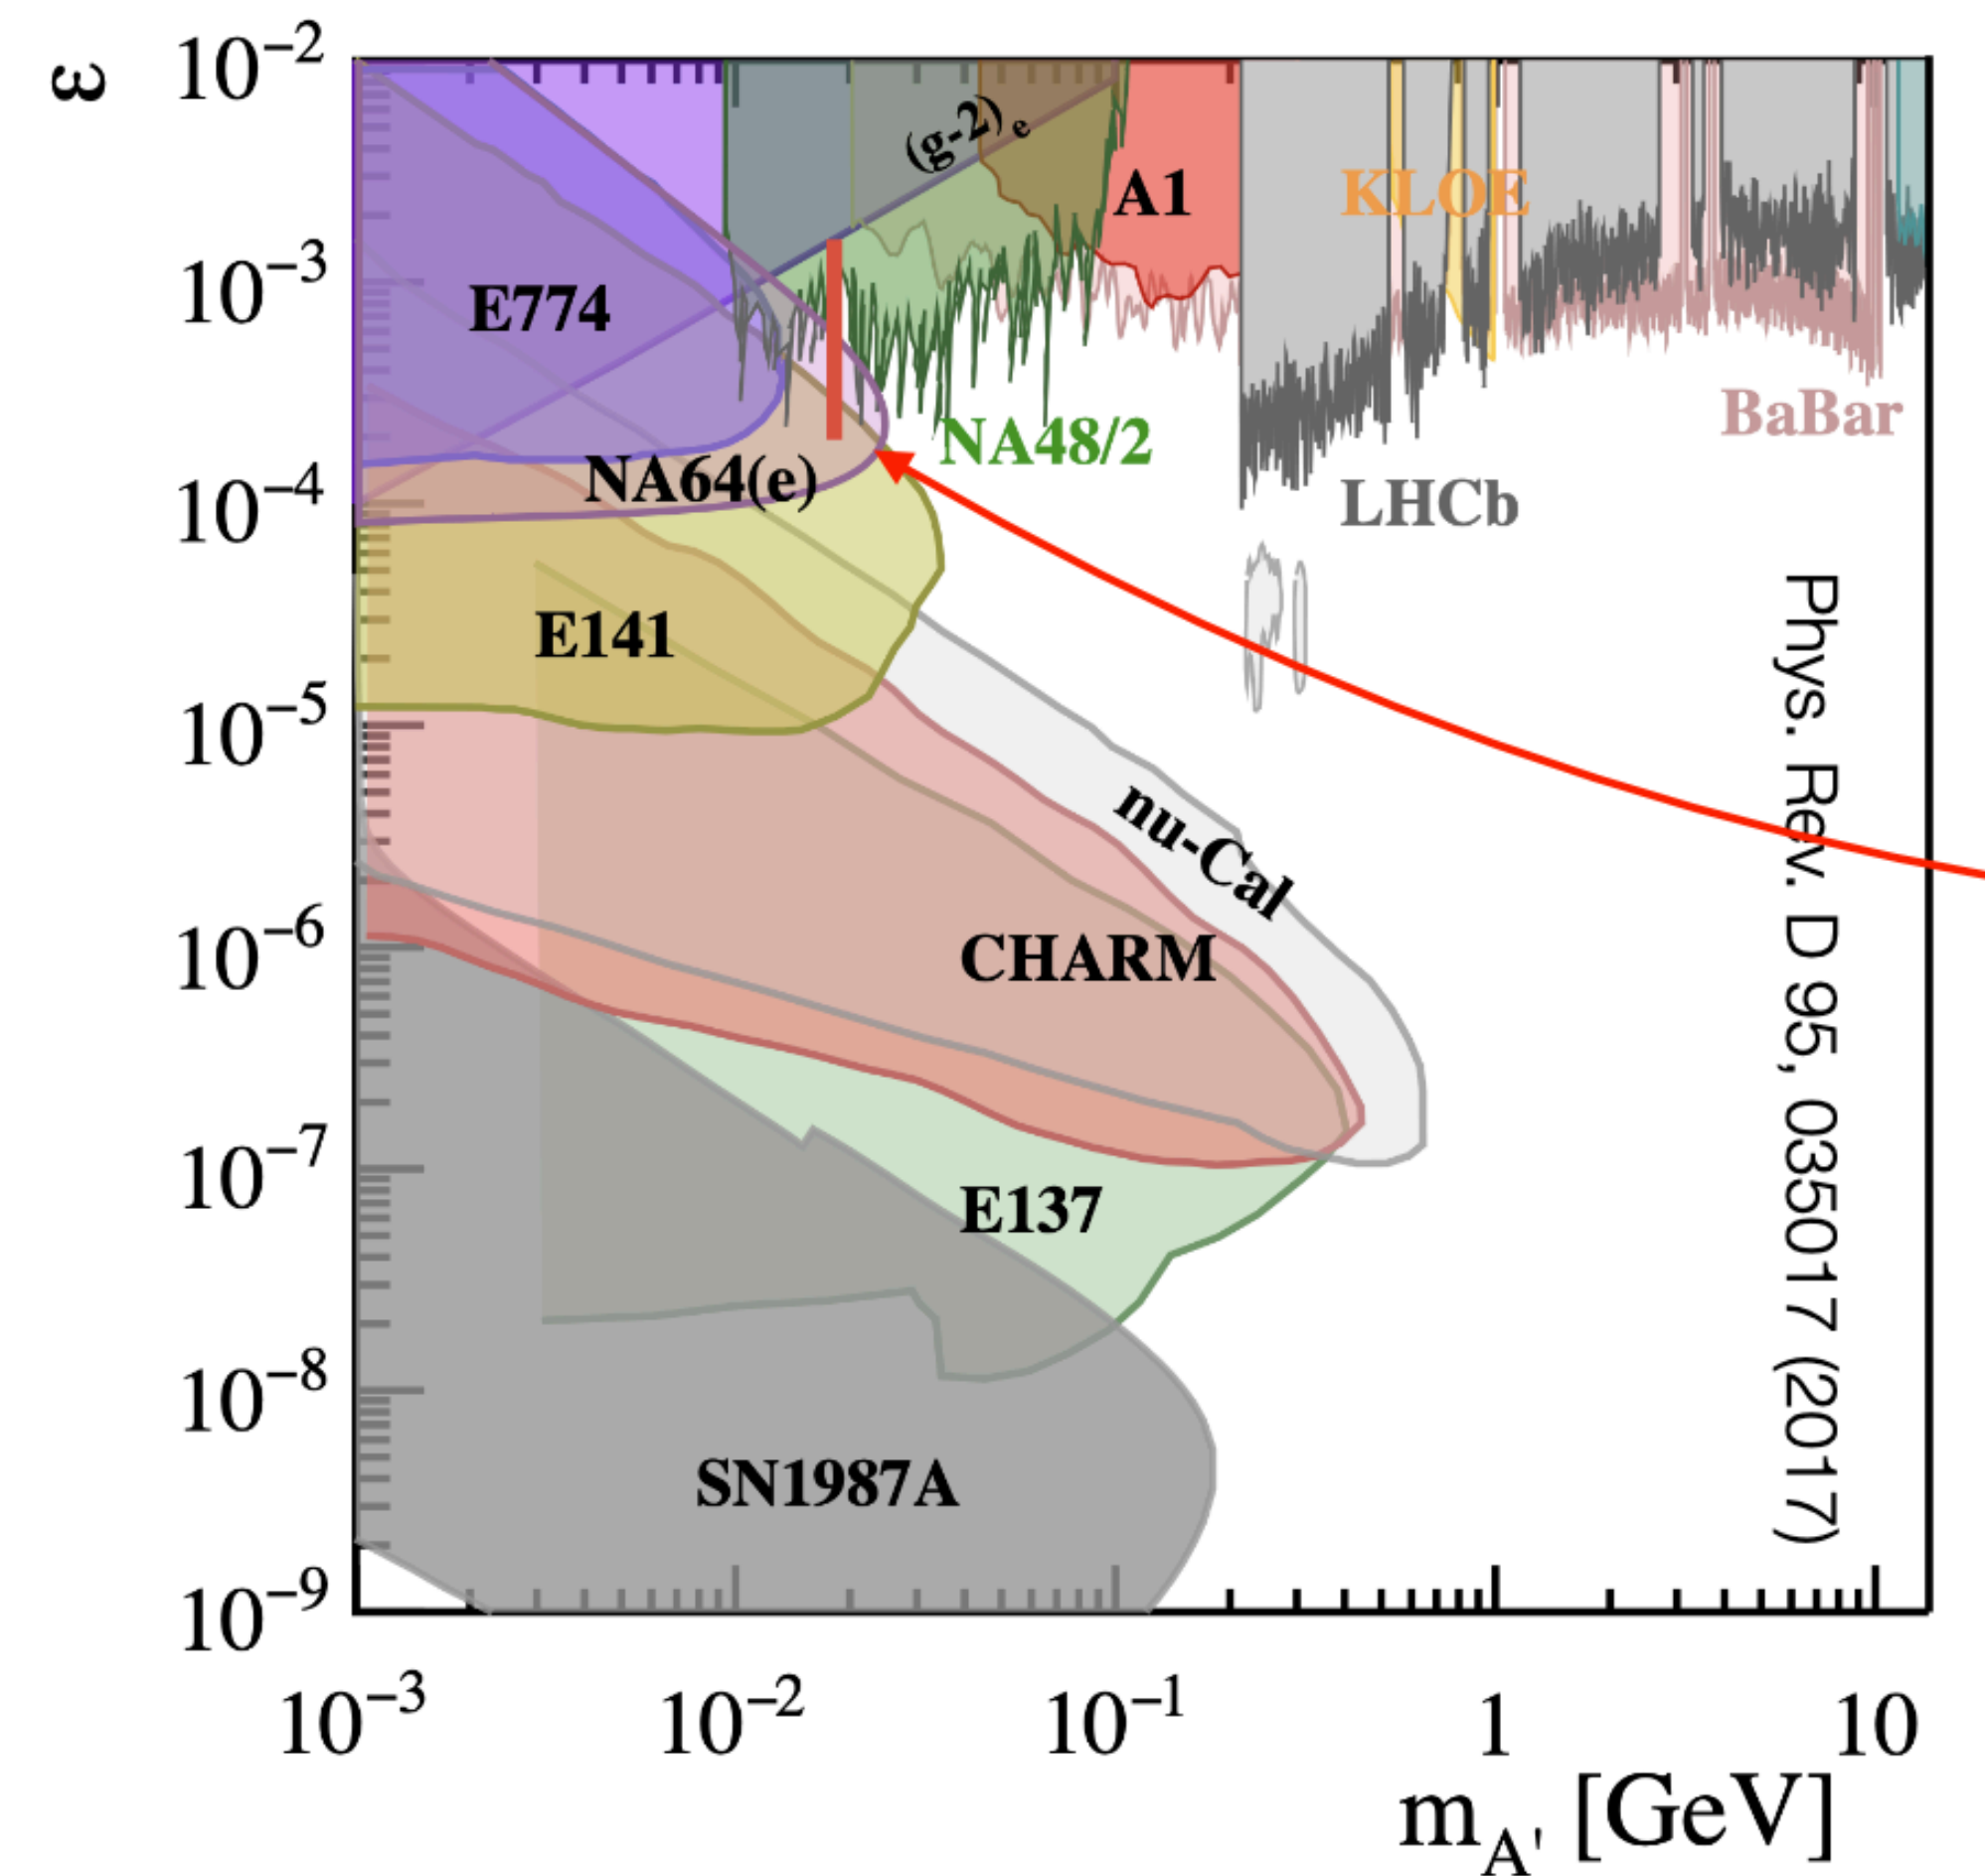 ε
10⁻²
10⁻³
10⁻⁴
10⁻⁵
10⁻⁶
10⁻⁷
10⁻⁸
10⁻⁹
(g-2)ₑ
A1
KLOE
E774
NA48/2
BaBar
NA64(e)
LHCb
E141
nu-Cal
CHARM
E137
SN1987A
Phys. Rev. D 95, 035017 (2017)
10⁻³ 10⁻² 10⁻¹ 1 10
m_A' [GeV]